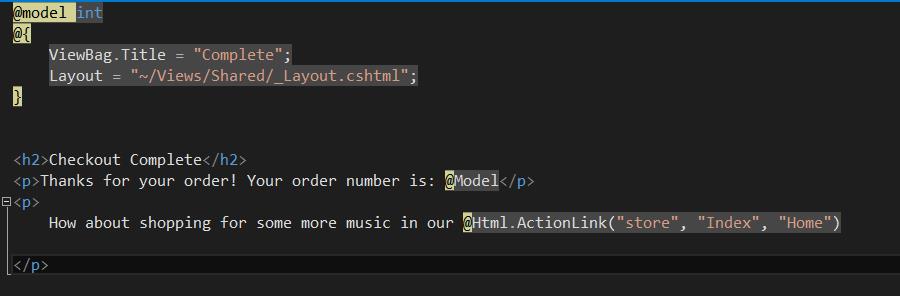 @model int
@{
    ViewBag.Title = "Complete";
    Layout = "~/Views/Shared/_Layout.cshtml";
}
<h2>Checkout Complete</h2>
<p>Thanks for your order! Your order number is: @Model</p>
<p>
    How about shopping for some more music in our @Html.ActionLink("store", "Index", "Home")
</p>